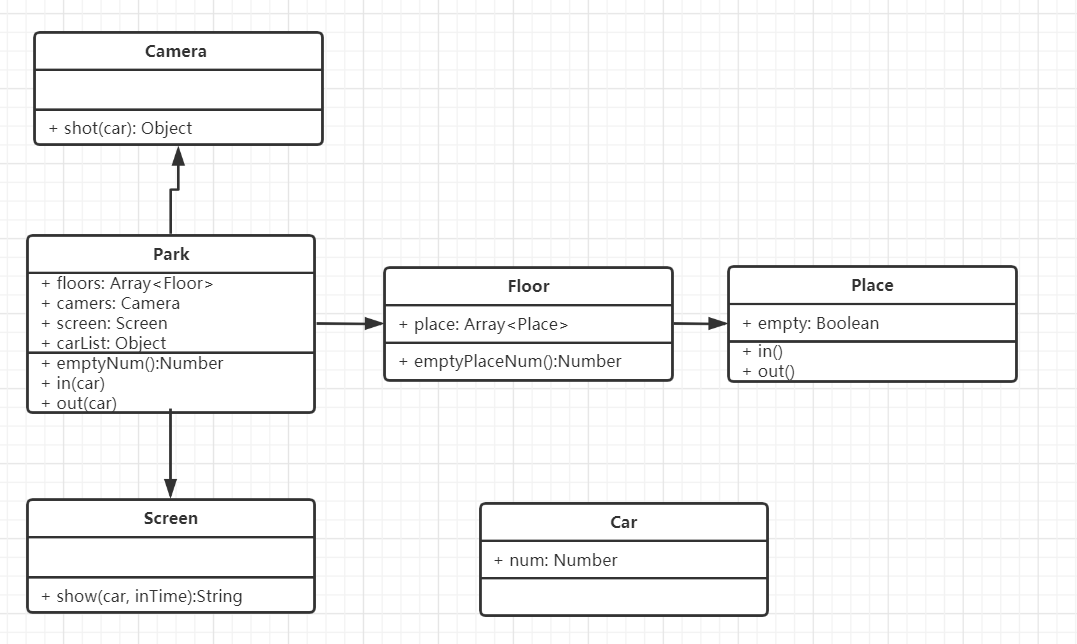 Camera
+ shot(car): Object
Park
+ floors: Array<Floor>
+ camers: Camera
+ screen: Screen
+ carList: Object
+ emptyNum():Number
+ in(car)
+ out(car)
Floor
+ place: Array<Place>
+ emptyPlaceNum():Number
Place
+ empty: Boolean
+ in()
+ out()
Screen
+ show(car, inTime):String
Car
+ num: Number